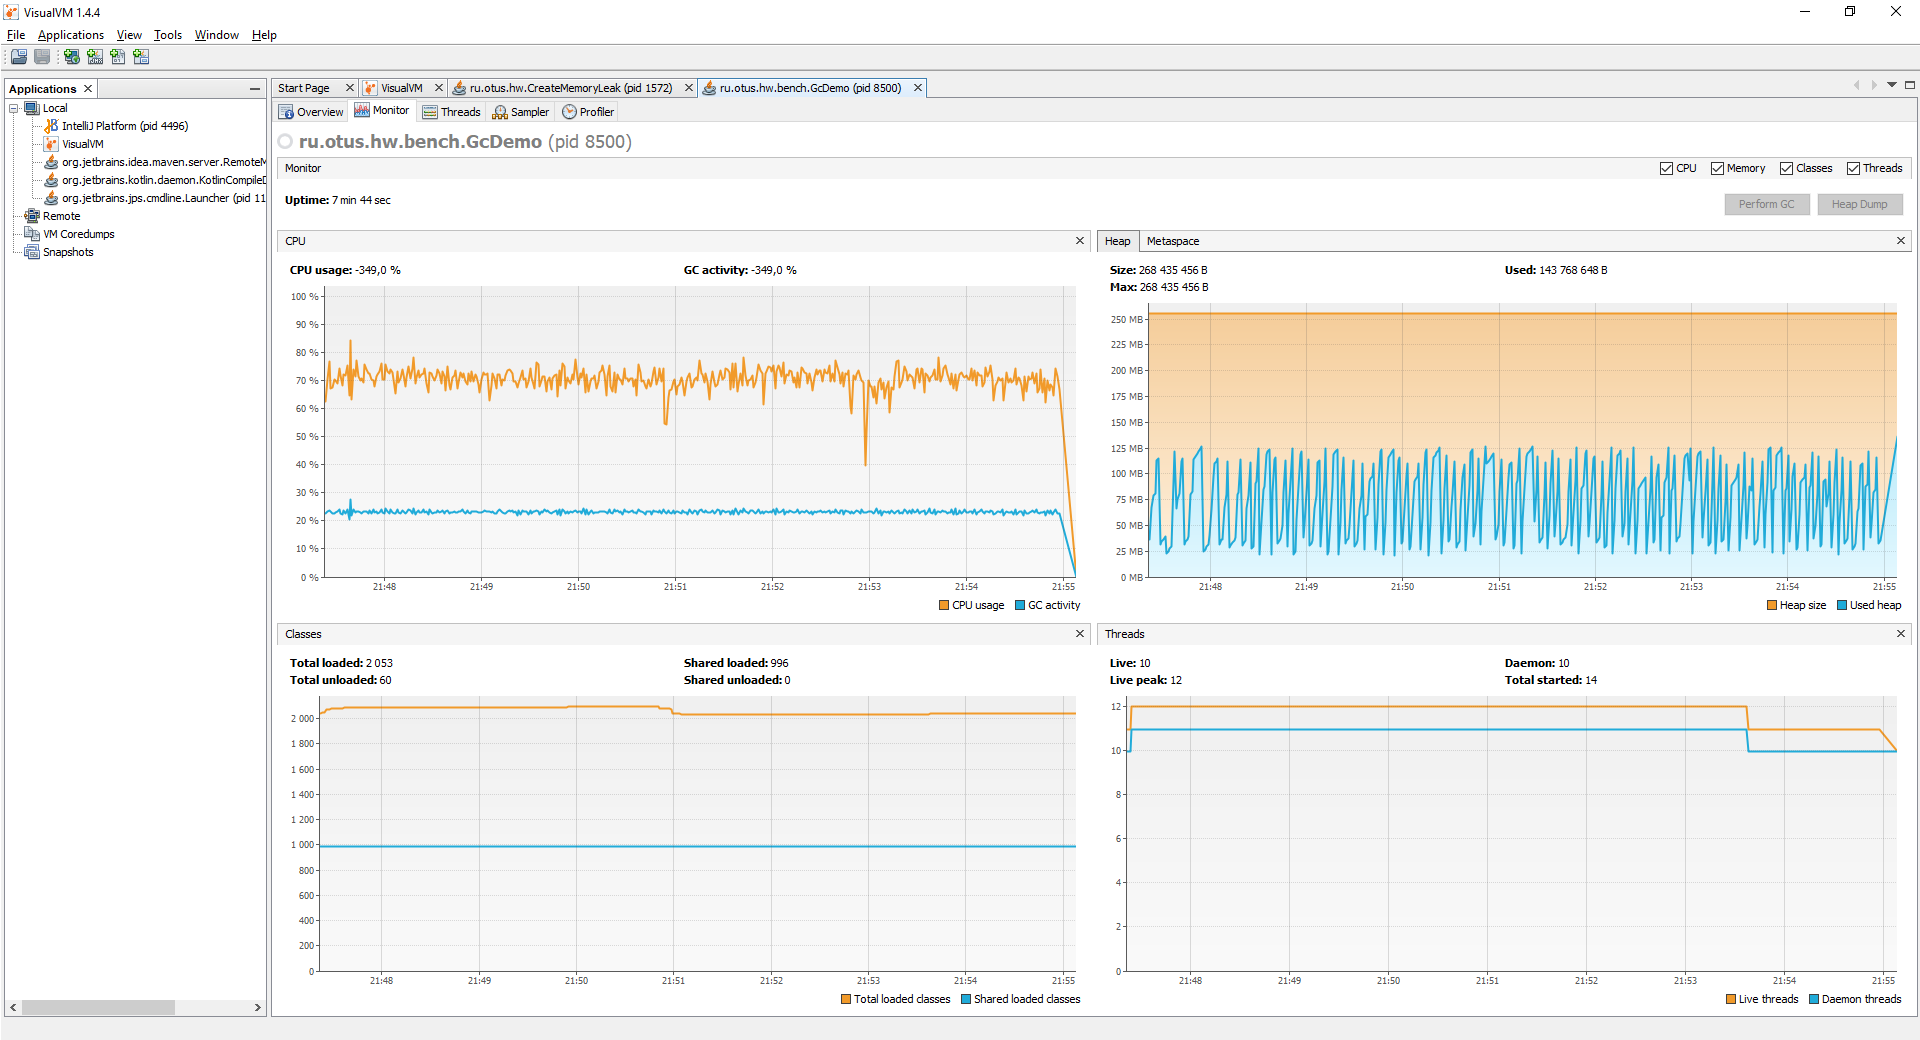 VisualVM 1.4.4
File Applications View Tools Window Help
Applications
Local
IntelliJ Platform (pid 4496)
VisualVM
org.jetbrains.idea.maven.server.RemoteM
org.jetbrains.kotlin.daemon.KotlinCompileD
org.jetbrains.jps.cmdline.Launcher (pid 11
Remote
VM Coredumps
Snapshots
Start Page VisualVM ru.otus.hw.CreateMemoryLeak (pid 1572) ru.otus.hw.bench.GcDemo (pid 8500)
Overview Monitor Threads Sampler Profiler
ru.otus.hw.bench.GcDemo (pid 8500)
Monitor CPU Memory Classes Threads
Uptime: 7 min 44 sec
Perform GC Heap Dump
CPU
CPU usage: -349,0 % GC activity: -349,0 %
100 %
90 %
80 %
70 %
60 %
50 %
40 %
30 %
20 %
10 %
0 %
21:48 21:49 21:50 21:51 21:52 21:53 21:54 21:55
CPU usage GC activity
Heap Metaspace
Size: 268 435 456 B Used: 143 768 648 B
Max: 268 435 456 B
250 MB
225 MB
200 MB
175 MB
150 MB
125 MB
100 MB
75 MB
50 MB
25 MB
0 MB
21:48 21:49 21:50 21:51 21:52 21:53 21:54 21:55
Heap size Used heap
Classes
Total loaded: 2 053 Shared loaded: 996
Total unloaded: 60 Shared unloaded: 0
2 000
1 800
1 600
1 400
1 200
1 000
800
600
400
200
0
21:48 21:49 21:50 21:51 21:52 21:53 21:54 21:55
Total loaded classes Shared loaded classes
Threads
Live: 10 Daemon: 10
Live peak: 12 Total started: 14
12
10
8
6
4
2
0
21:48 21:49 21:50 21:51 21:52 21:53 21:54 21:55
Live threads Daemon threads